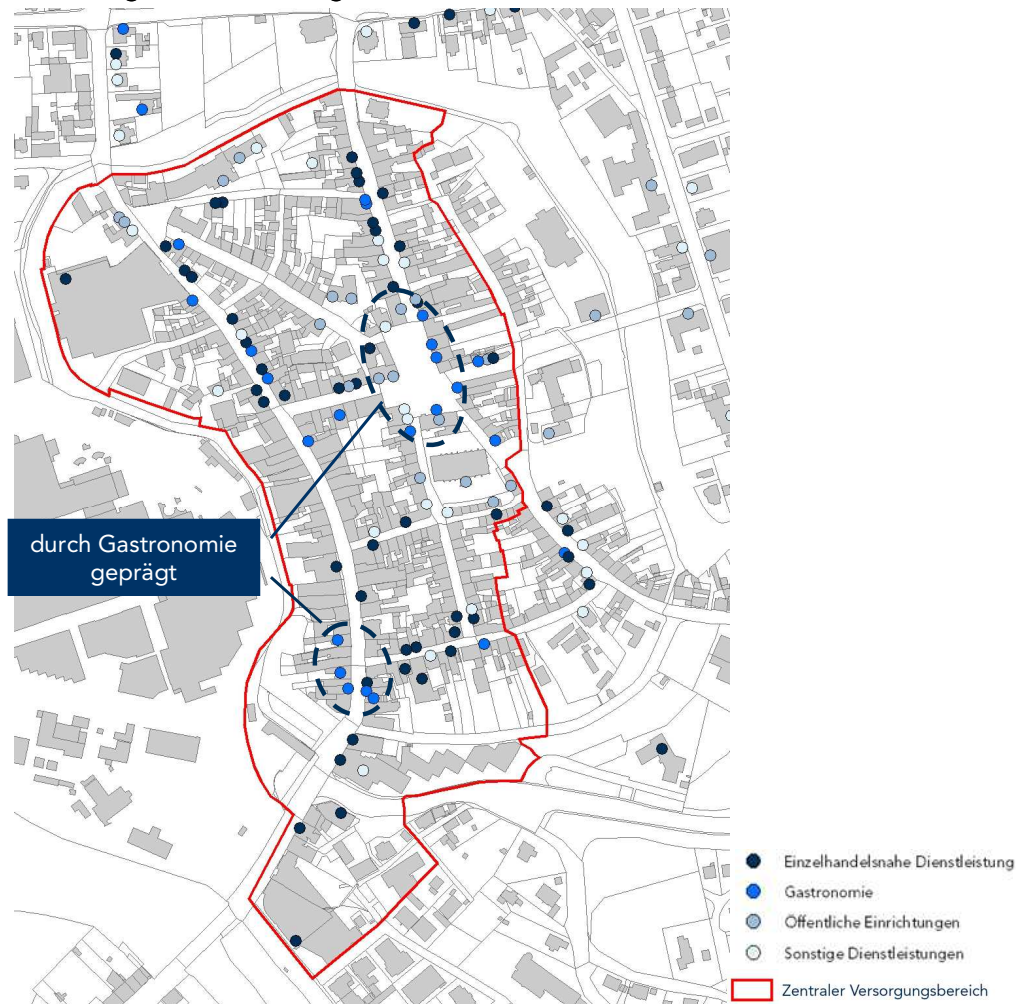 durch Gastronomie
geprägt
Einzelhandelsnahe Dienstleistung
Gastronomie
Öffentliche Einrichtungen
Sonstige Dienstleistungen
Zentraler Versorgungsbereich